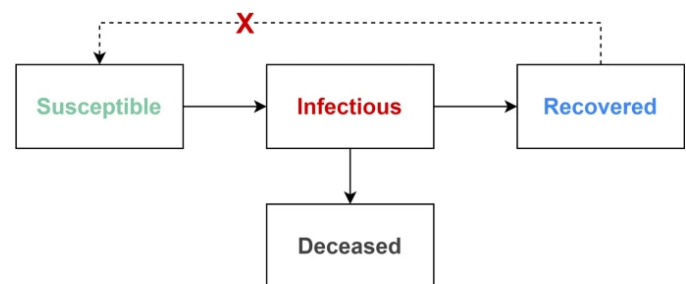 X
Susceptible
Infectious
Recovered
Deceased